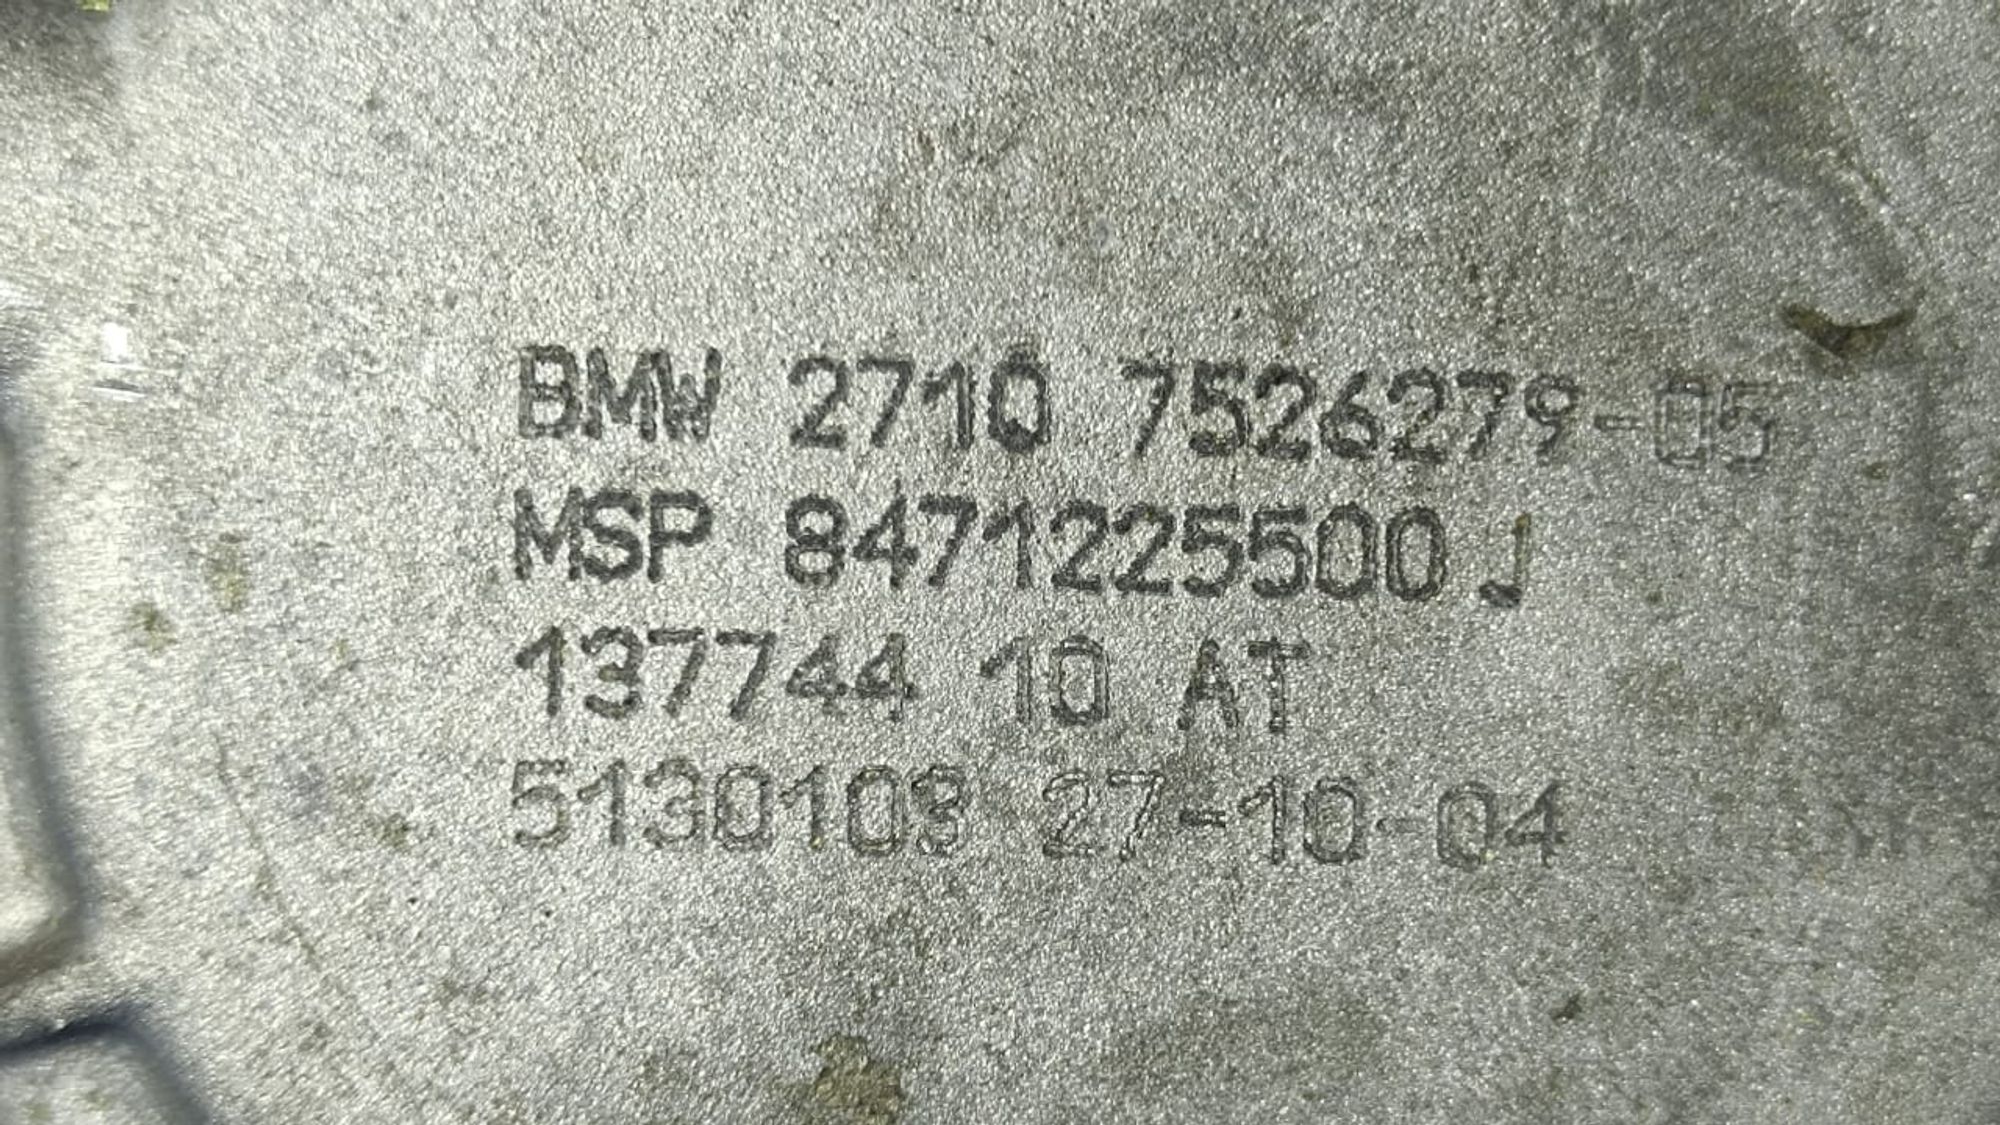 BMW 2710 7526279-05
MSP 8471225500 J
137744 10 AT
5130103 27-10-04